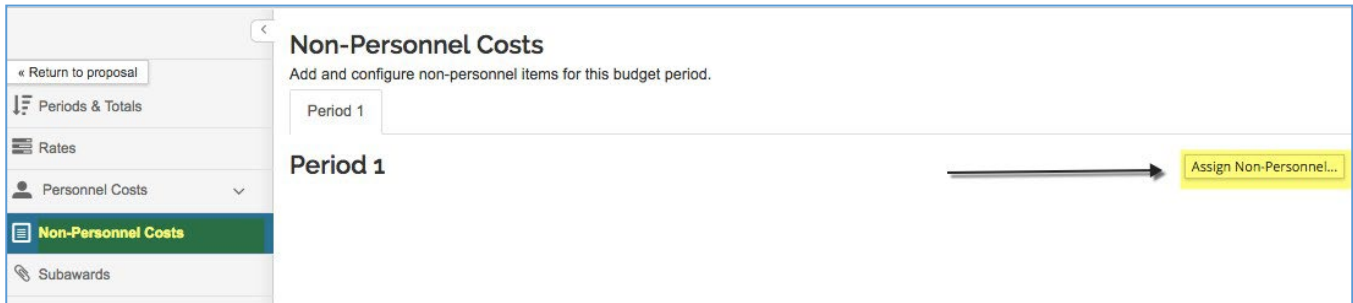 « Return to proposal
Periods & Totals
Rates
Personnel Costs
Non-Personnel Costs
Subawards
Non-Personnel Costs
Add and configure non-personnel items for this budget period.
Period 1
Period 1
Assign Non-Personnel...